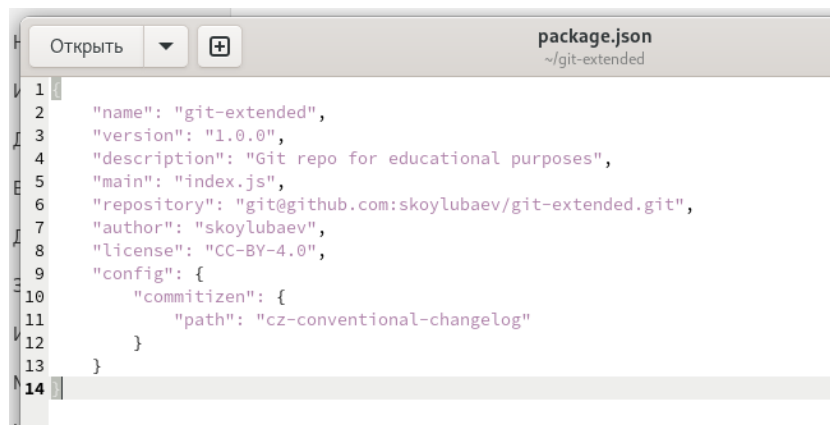 Открыть
package.json
~/git-extended
1 {
2 "name": "git-extended",
3 "version": "1.0.0",
4 "description": "Git repo for educational purposes",
5 "main": "index.js",
6 "repository": "git@github.com:skoylubaev/git-extended.git",
7 "author": "skoylubaev",
8 "license": "CC-BY-4.0",
9 "config": {
10 "commitizen": {
11 "path": "cz-conventional-changelog"
12 }
13 }
14 }